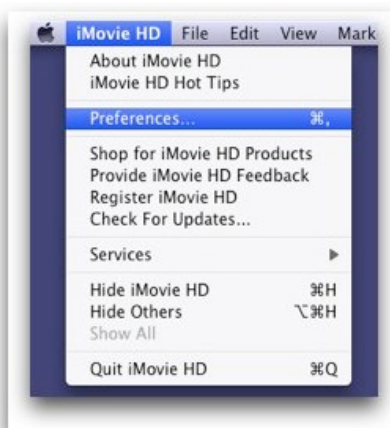 iMovie HD File Edit View Mark
About iMovie HD
iMovie HD Hot Tips
Preferences... ⌘,
Shop for iMovie HD Products
Provide iMovie HD Feedback
Register iMovie HD
Check For Updates...
Services ▶
Hide iMovie HD ⌘H
Hide Others ⌥⌘H
Show All
Quit iMovie HD ⌘Q